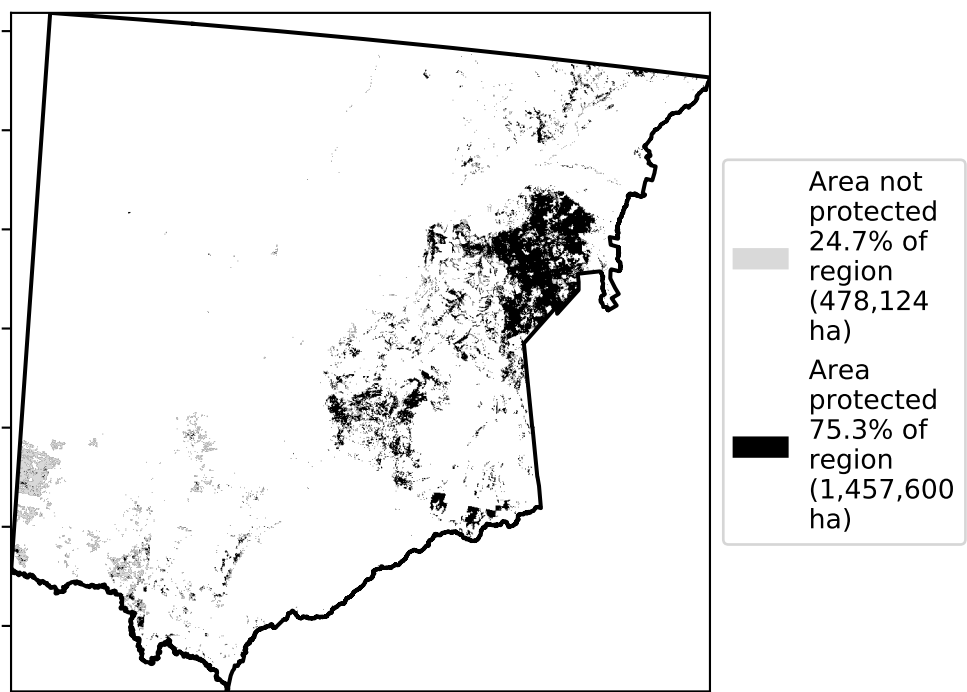 Area not
protected
24.7% of
region
(478,124
ha)
Area
protected
75.3% of
region
(1,457,600
ha)